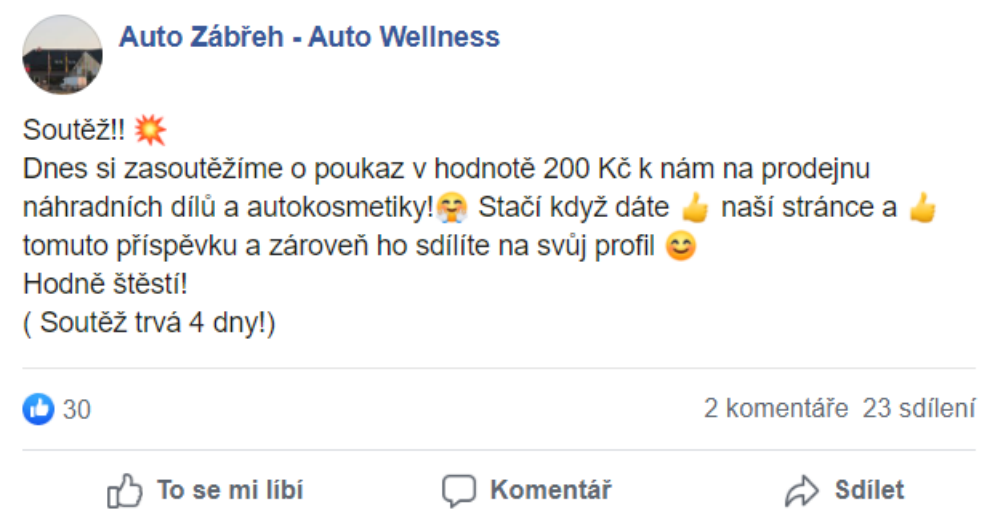 Auto Zábřeh - Auto Wellness
Soutěž!! 💥
Dnes si zasoutěžíme o poukaz v hodnotě 200 Kč k nám na prodejnu
náhradních dílů a autokosmetiky!🤗 Stačí když dáte 👍 naší stránce a 👍
tomuto příspěvku a zároveň ho sdílíte na svůj profil 😊
Hodně štěstí!
( Soutěž trvá 4 dny!)
30
2 komentáře 23 sdílení
To se mi líbí
Komentář
Sdílet